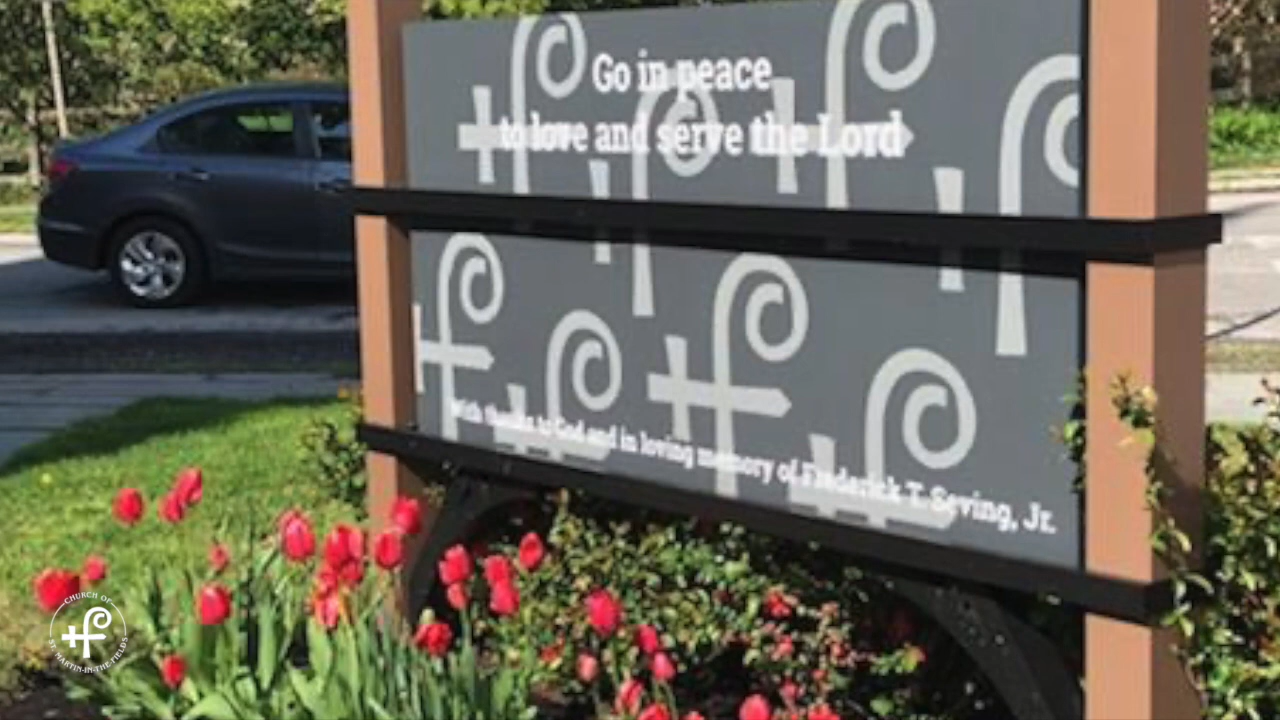 Go in peace
to love and serve the Lord
With thanks to God and in loving memory of Frederick T. Seving, Jr.
CHURCH OF
ST. MARTIN-IN-THE-FIELDS